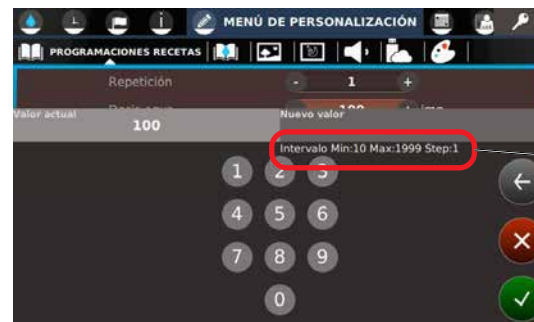 MENÚ DE PERSONALIZACIÓN
PROGRAMACIONES RECETAS
Repetición - 1 +
Valor actual
100
Nuevo valor
Intervalo Min:10 Max:1999 Step:1
1 2 3
4 5 6
7 8 9
0